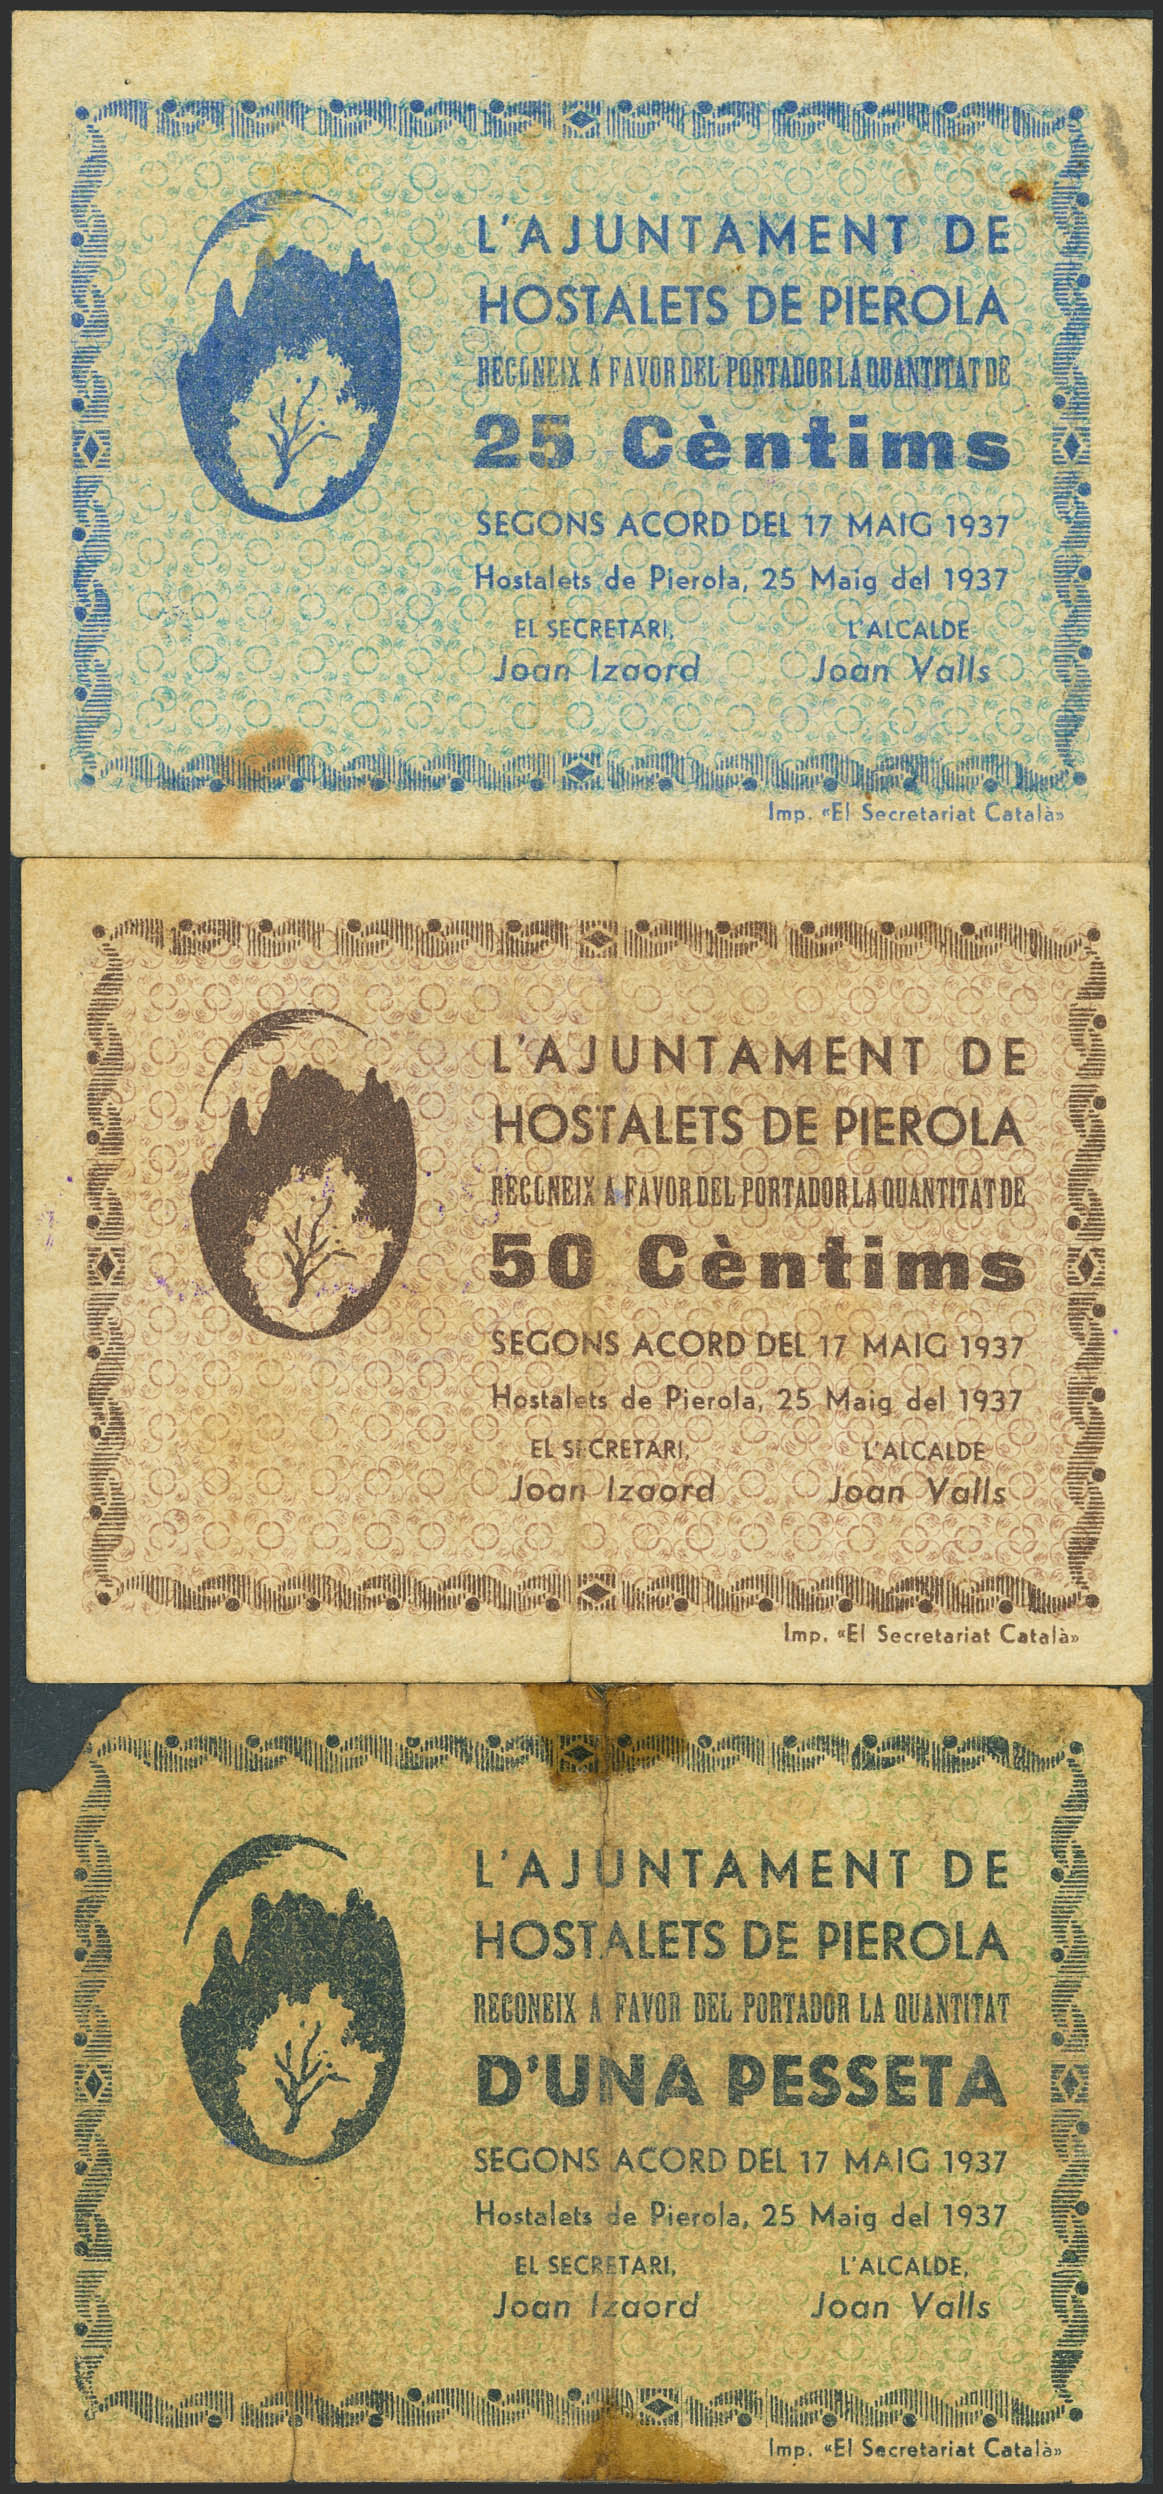 L'AJUNTAMENT DE
HOSTALETS DE PIEROLA
RECONEIX A FAVOR DEL PORTADOR LA QUANTITAT DE
25 Cèntims
SEGONS ACORD DEL 17 MAIG 1937
Hostalets de Pierola, 25 Maig del 1937
EL SECRETARI, L'ALCALDE
Joan Izaord Joan Valls
Imp. «El Secretariat Català»
L'AJUNTAMENT DE
HOSTALETS DE PIEROLA
RECONEIX A FAVOR DEL PORTADOR LA QUANTITAT DE
50 Cèntims
SEGONS ACORD DEL 17 MAIG 1937
Hostalets de Pierola, 25 Maig del 1937
EL SECRETARI, L'ALCALDE
Joan Izaord Joan Valls
Imp. «El Secretariat Català»
L'AJUNTAMENT DE
HOSTALETS DE PIEROLA
RECONEIX A FAVOR DEL PORTADOR LA QUANTITAT
D'UNA PESSETA
SEGONS ACORD DEL 17 MAIG 1937
Hostalets de Pierola, 25 Maig del 1937
EL SECRETARI, L'ALCALDE,
Joan Izaord Joan Valls
Imp. «El Secretariat Català»